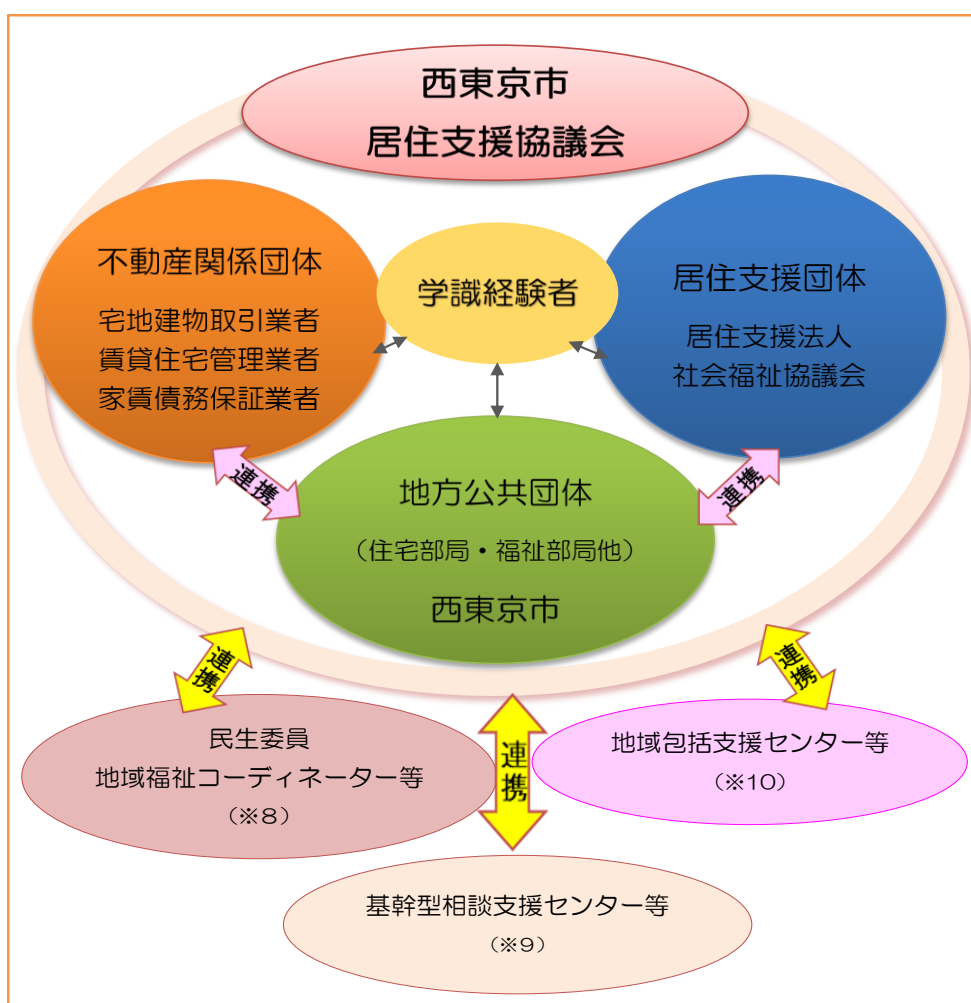 西東京市
居住支援協議会
不動産関係団体
宅地建物取引業者
賃貸住宅管理業者
家賃債務保証業者
学識経験者
居住支援団体
居住支援法人
社会福祉協議会
連携
連携
地方公共団体
（住宅部局・福祉部局他）
西東京市
連携
連携
連携
民生委員
地域福祉コーディネーター等
（※8）
地域包括支援センター等
（※10）
基幹型相談支援センター等
（※9）